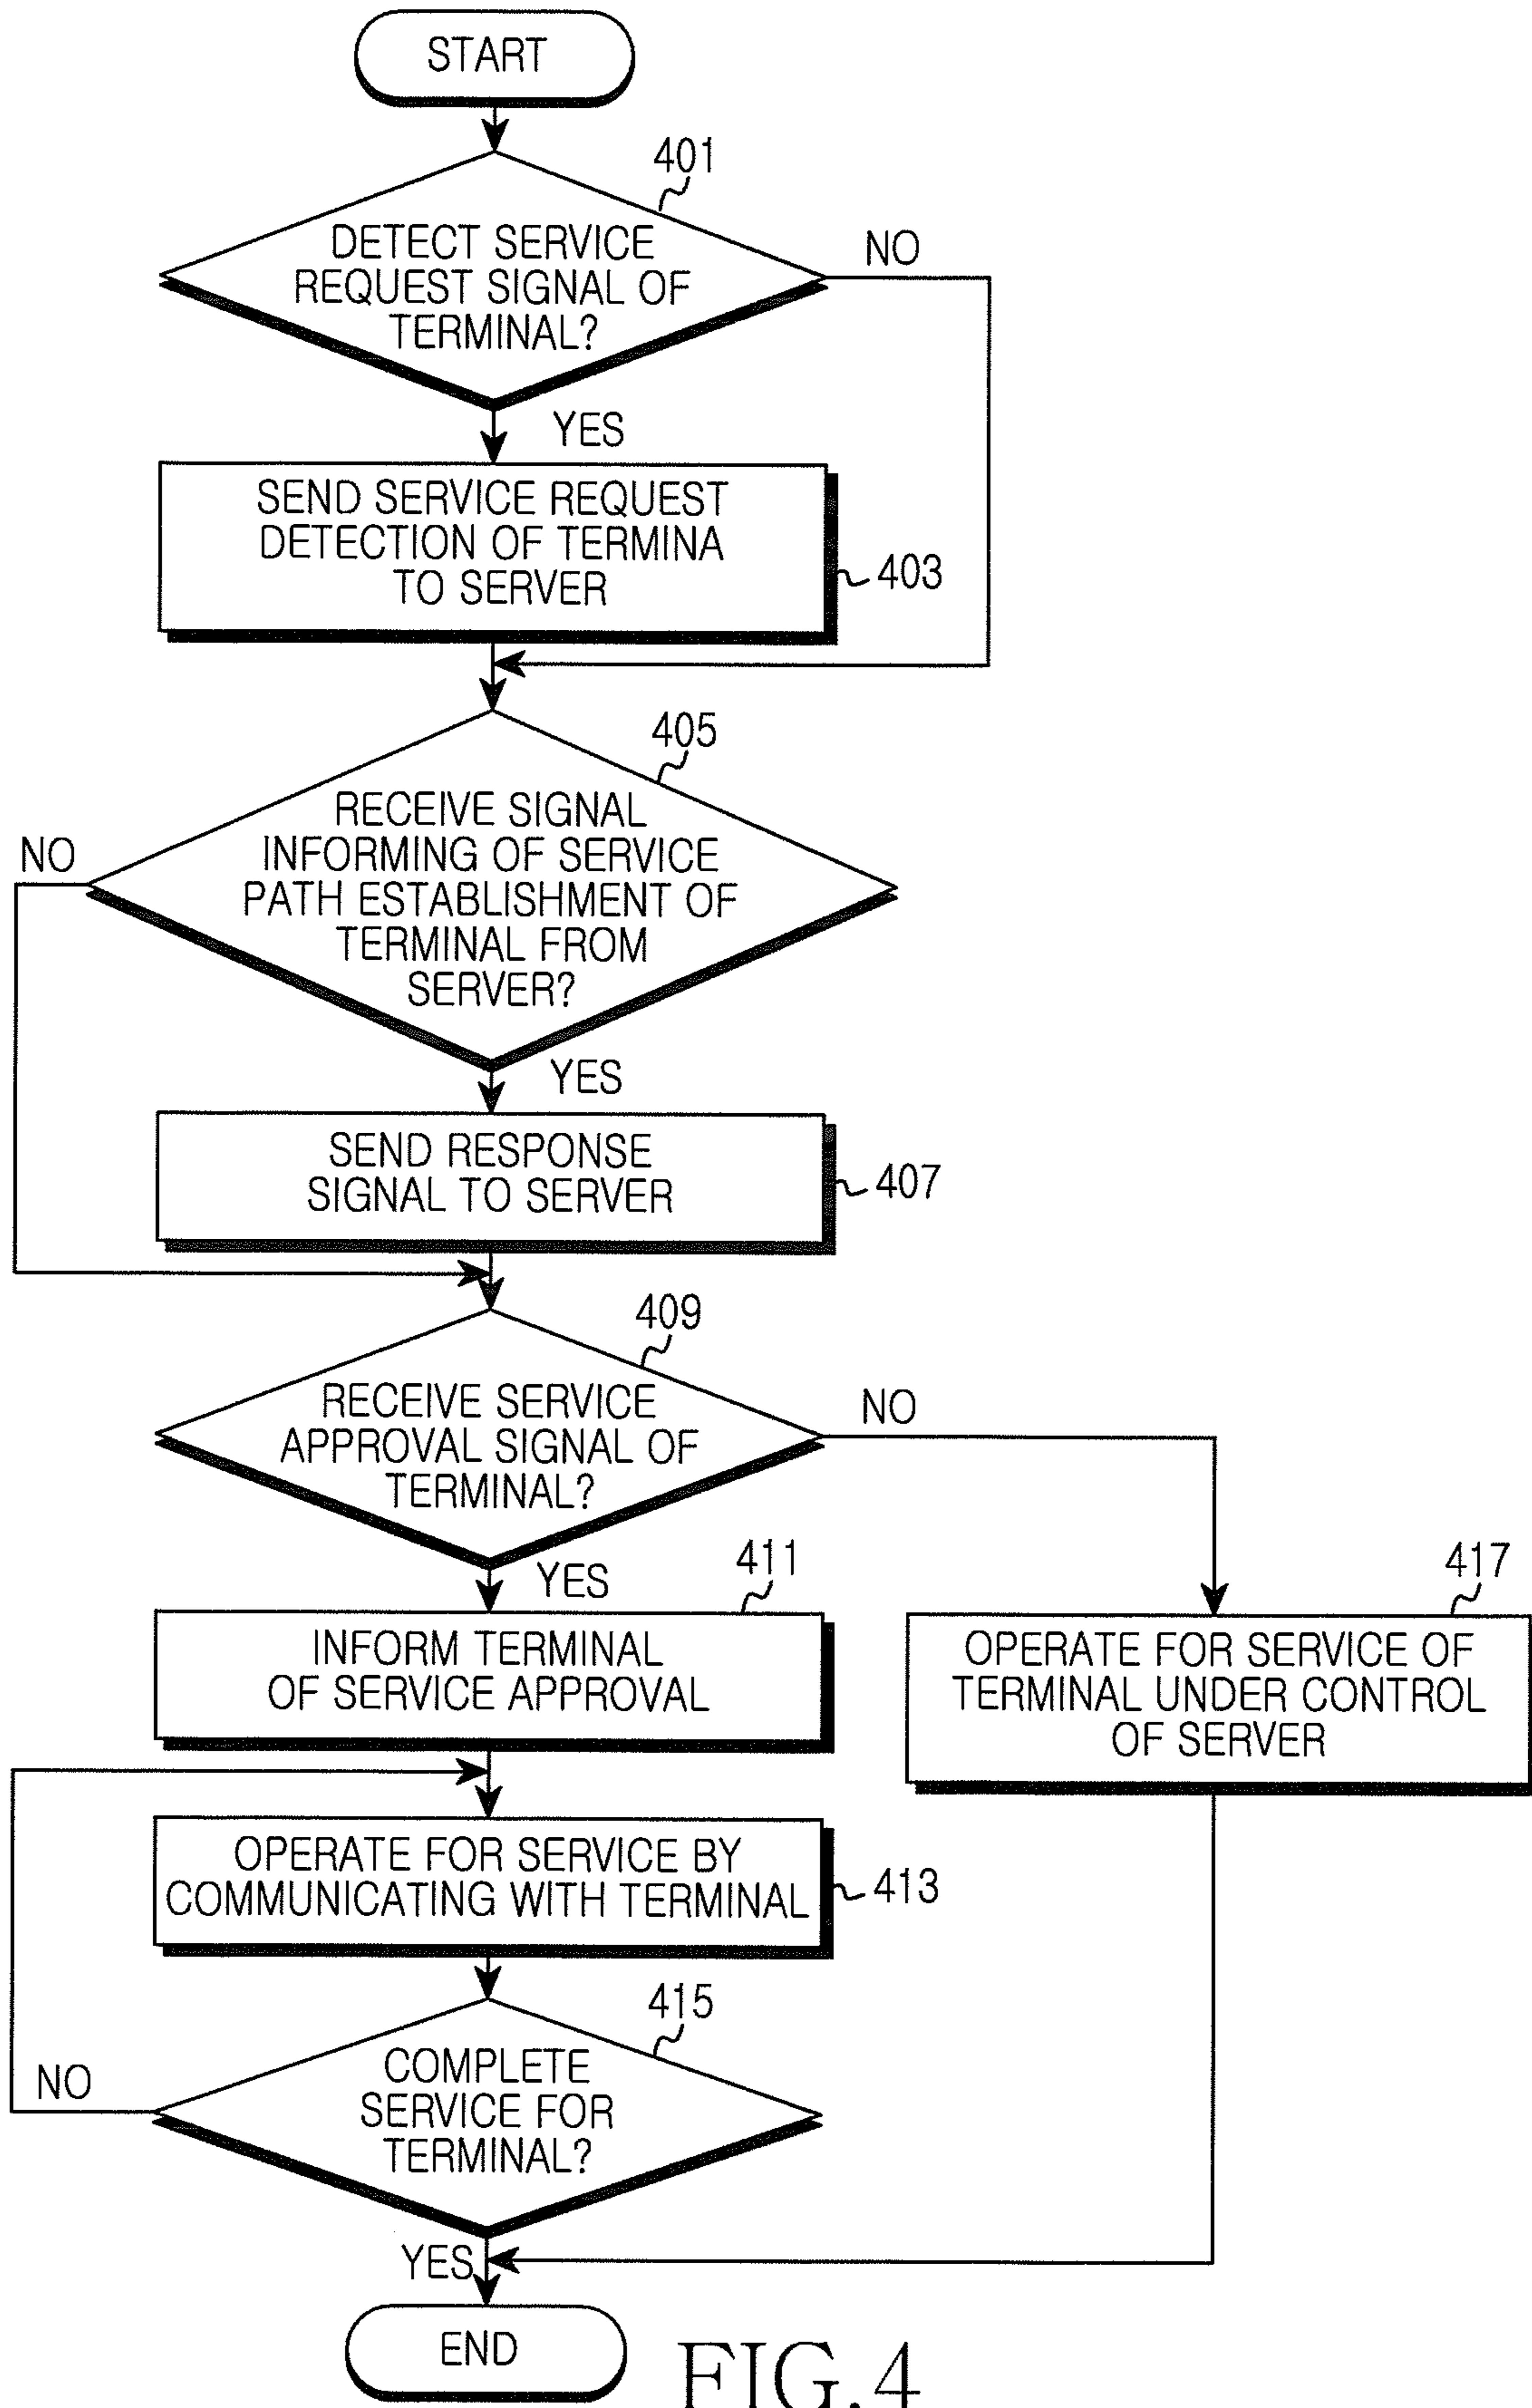 START
401
DETECT SERVICE
REQUEST SIGNAL OF
TERMINAL?
NO
YES
SEND SERVICE REQUEST
DETECTION OF TERMINA
TO SERVER
403
405
RECEIVE SIGNAL
INFORMING OF SERVICE
PATH ESTABLISHMENT OF
TERMINAL FROM
SERVER?
NO
YES
SEND RESPONSE
SIGNAL TO SERVER
407
409
RECEIVE SERVICE
APPROVAL SIGNAL OF
TERMINAL?
NO
YES
411
INFORM TERMINAL
OF SERVICE APPROVAL
417
OPERATE FOR SERVICE OF
TERMINAL UNDER CONTROL
OF SERVER
OPERATE FOR SERVICE BY
COMMUNICATING WITH TERMINAL
413
415
COMPLETE
SERVICE FOR
TERMINAL?
NO
YES
END
FIG.4